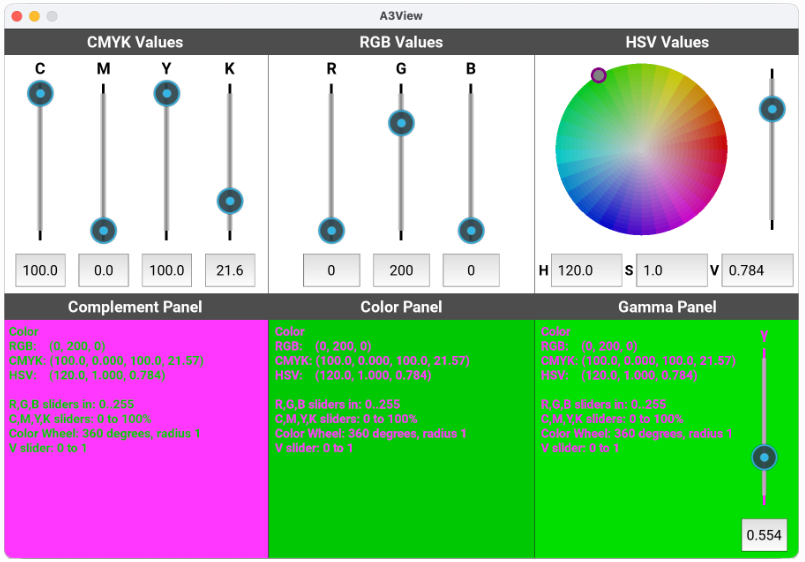 A3View
CMYK Values
RGB Values
HSV Values
C M Y K
R G B
100.0 0.0 100.0 21.6
0 200 0
H 120.0 S 1.0 V 0.784
Complement Panel
Color Panel
Gamma Panel
Color
RGB: (0, 200, 0)
CMYK: (100.0, 0.000, 100.0, 21.57)
HSV: (120.0, 1.000, 0.784)
R,G,B sliders in: 0..255
C,M,Y,K sliders: 0 to 100%
Color Wheel: 360 degrees, radius 1
V slider: 0 to 1
Color
RGB: (0, 200, 0)
CMYK: (100.0, 0.000, 100.0, 21.57)
HSV: (120.0, 1.000, 0.784)
R,G,B sliders in: 0..255
C,M,Y,K sliders: 0 to 100%
Color Wheel: 360 degrees, radius 1
V slider: 0 to 1
Color
RGB: (0, 200, 0)
CMYK: (100.0, 0.000, 100.0, 21.57)
HSV: (120.0, 1.000, 0.784)
R,G,B sliders in: 0..255
C,M,Y,K sliders: 0 to 100%
Color Wheel: 360 degrees, radius 1
V slider: 0 to 1
0.554